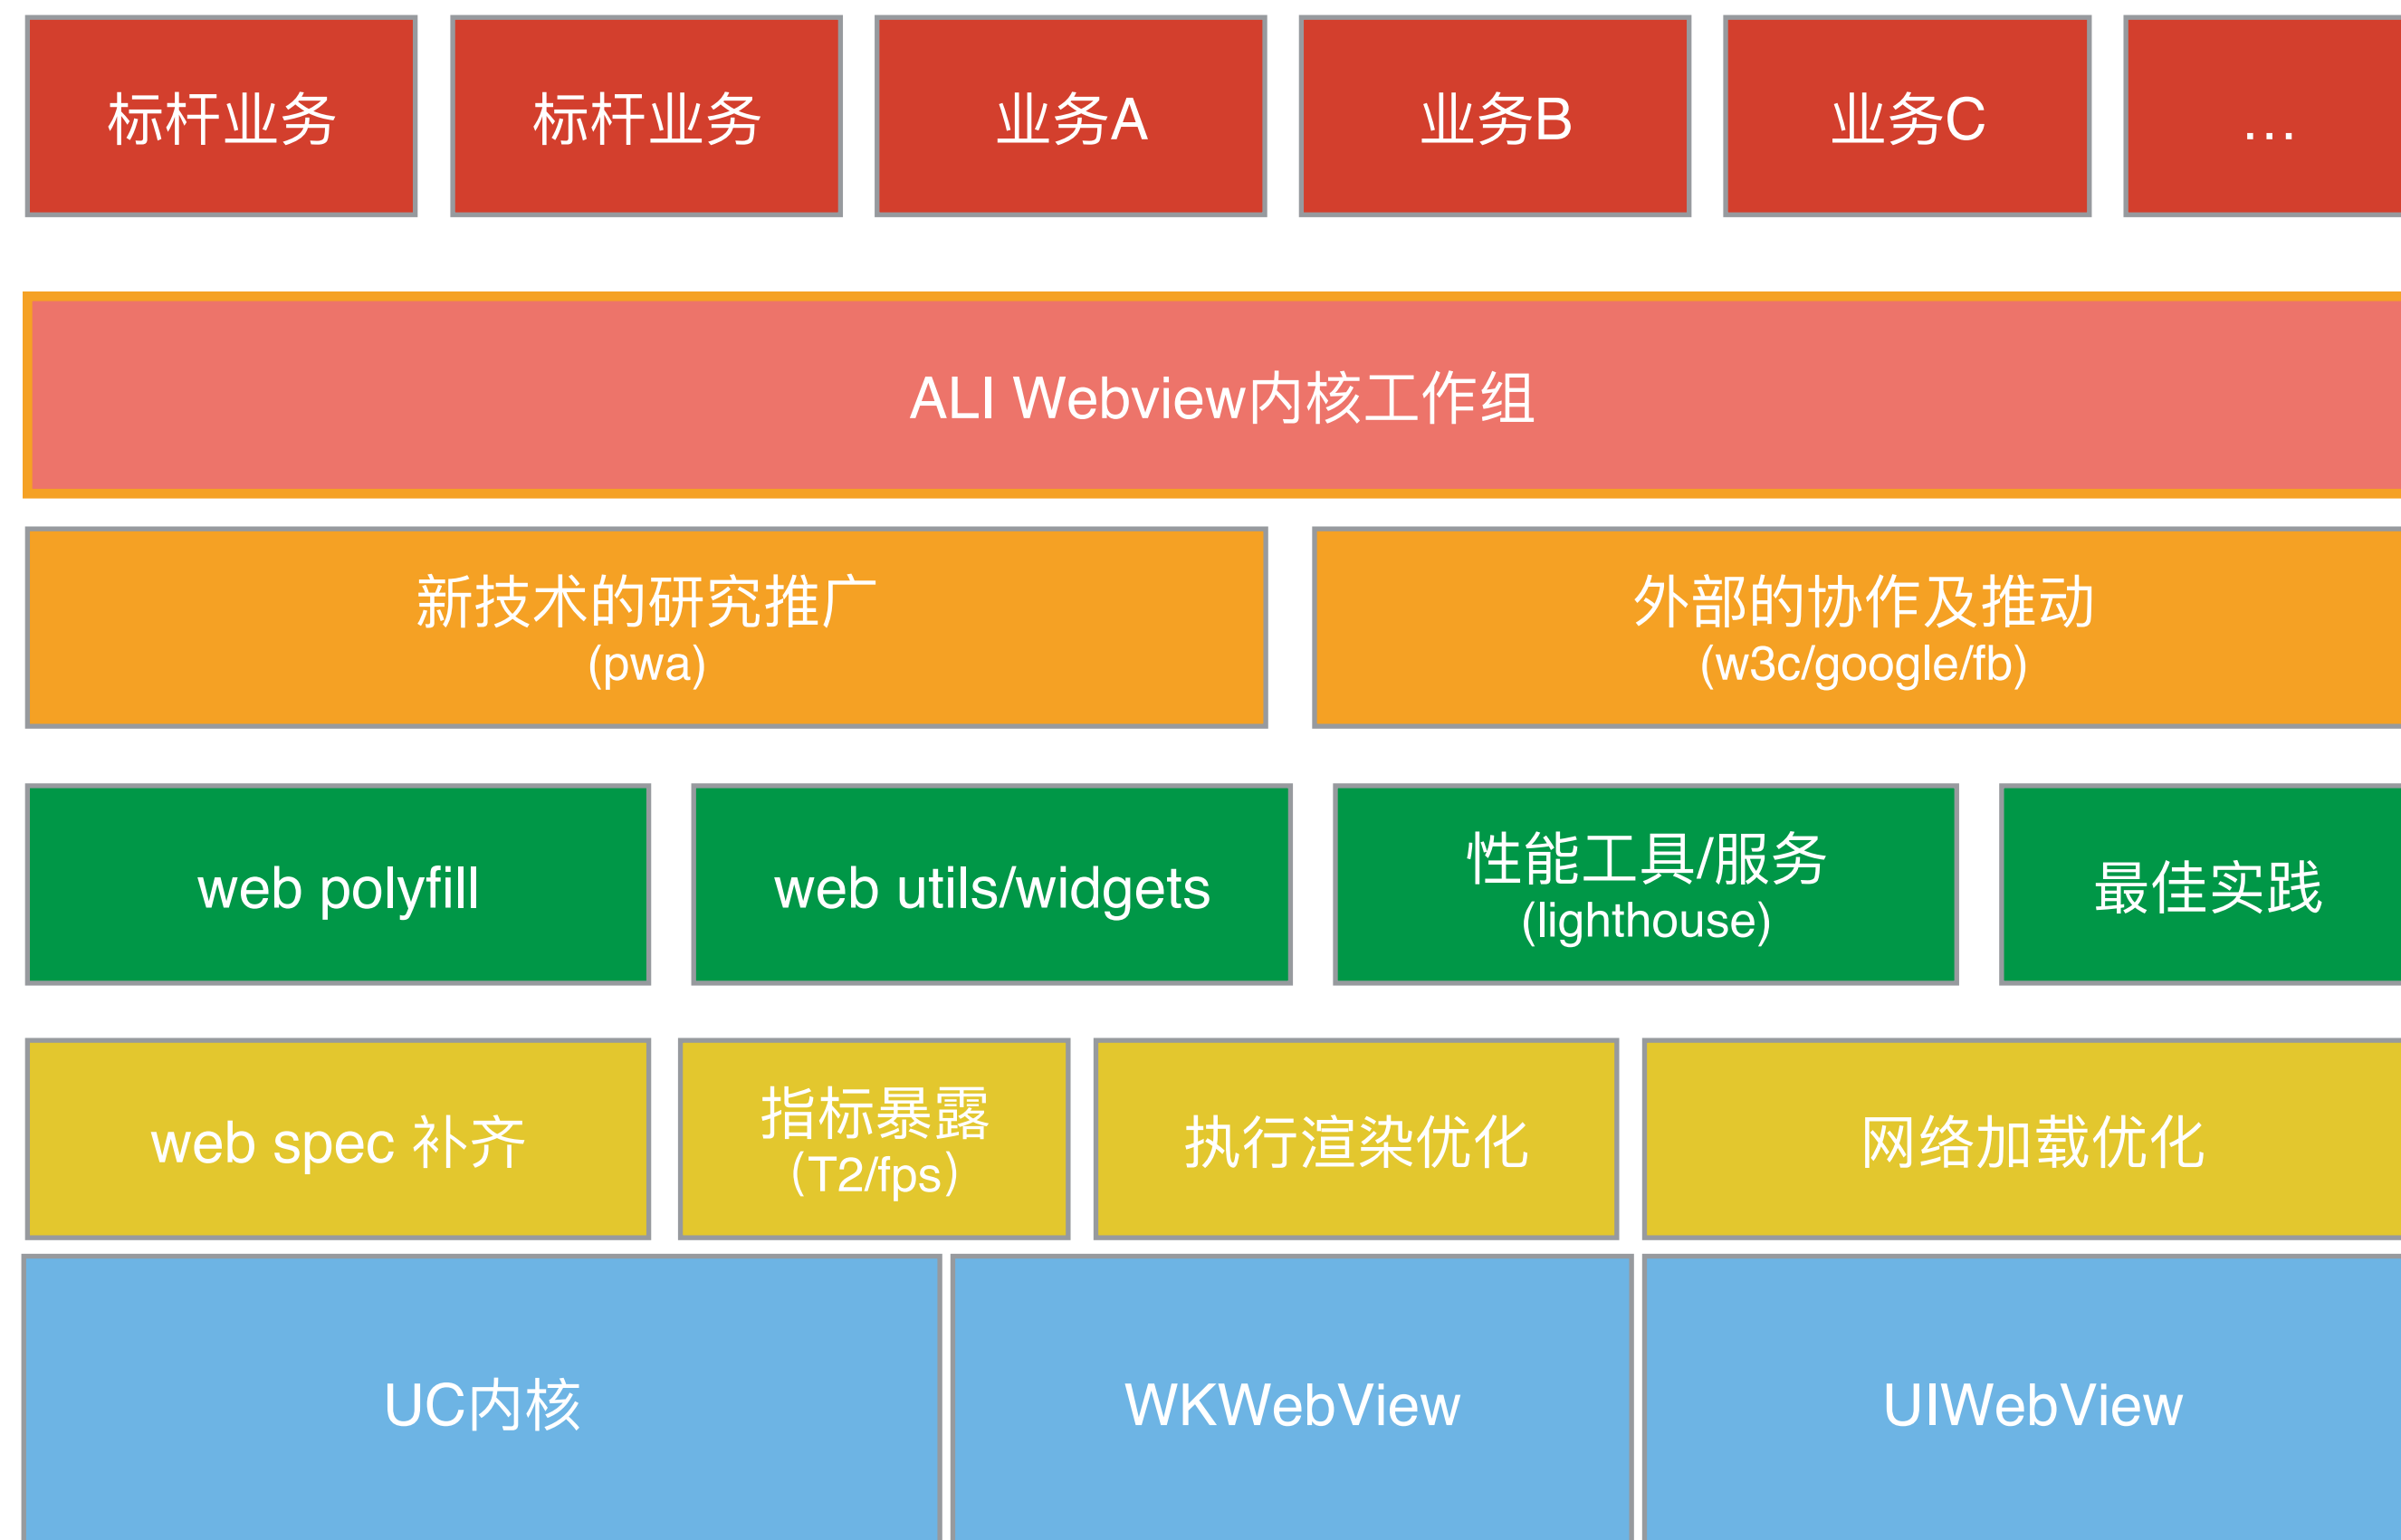 标杆业务
标杆业务
业务A
业务B
业务C
...
ALI Webview内核工作组
新技术的研究推广
(pwa)
外部的协作及推动
(w3c/google/fb)
web polyfill
web utils/widgets
性能工具/服务
(lighthouse)
最佳实践
web spec 补齐
指标暴露
(T2/fps)
执行渲染优化
网络加载优化
UC内核
WKWebView
UIWebView